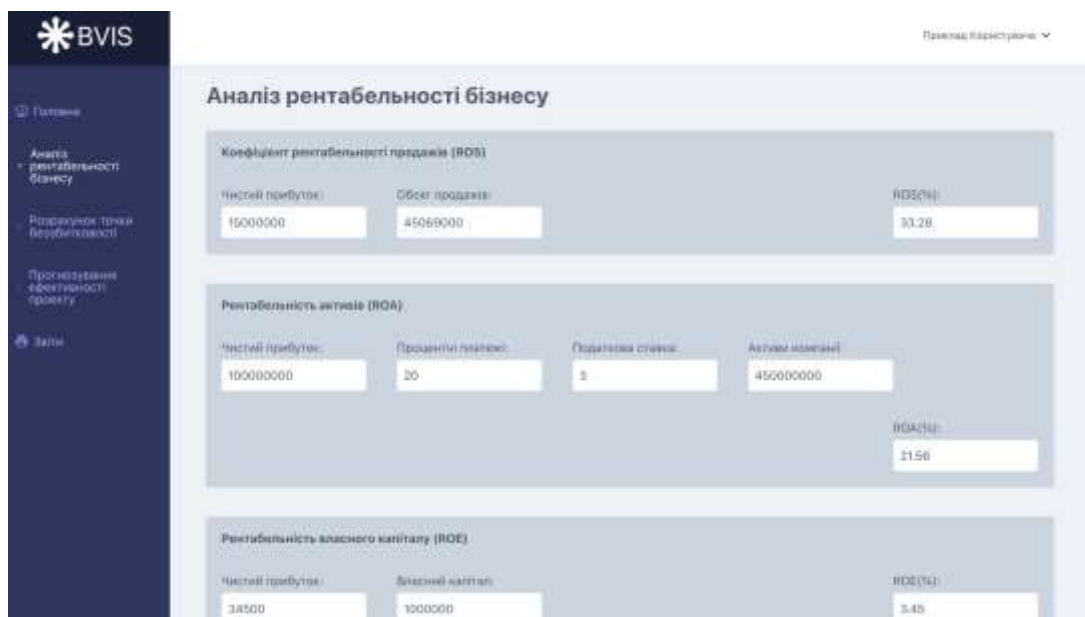 BVIS
Приклад Користувача
Головна
Аналіз
рентабельності
бізнесу
Розрахунок точки
беззбитковості
Прогнозування
ефективності
проекту
Звіти
Аналіз рентабельності бізнесу
Коефіцієнт рентабельності продажів (ROS)
Чистий прибуток: Обсяг продажів: ROS(%):
15000000 45069000 33.28
Рентабельність активів (ROA)
Чистий прибуток: Процентні платежі: Податкова ставка: Активи компанії:
100000000 20 3 450000000
ROA(%):
21.56
Рентабельність власного капіталу (ROE)
Чистий прибуток: Власний капітал: ROE(%):
34500 1000000 3.45